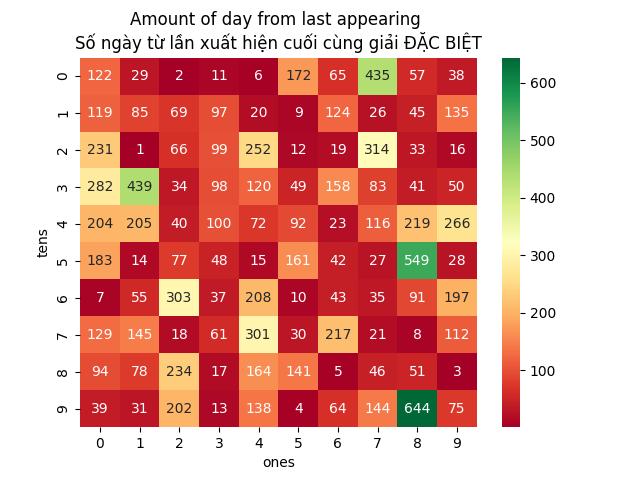 Amount of day from last appearing
Số ngày từ lần xuất hiện cuối cùng giải ĐẶC BIỆT
0 122 29 2 11 6 172 65 435 57 38
1 119 85 69 97 20 9 124 26 45 135
2 231 1 66 99 252 12 19 314 33 16
3 282 439 34 98 120 49 158 83 41 50
4 204 205 40 100 72 92 23 116 219 266
5 183 14 77 48 15 161 42 27 549 28
6 7 55 303 37 208 10 43 35 91 197
7 129 145 18 61 301 30 217 21 8 112
8 94 78 234 17 164 141 5 46 51 3
9 39 31 202 13 138 4 64 144 644 75
0 1 2 3 4 5 6 7 8 9
ones
tens
600
500
400
300
200
100